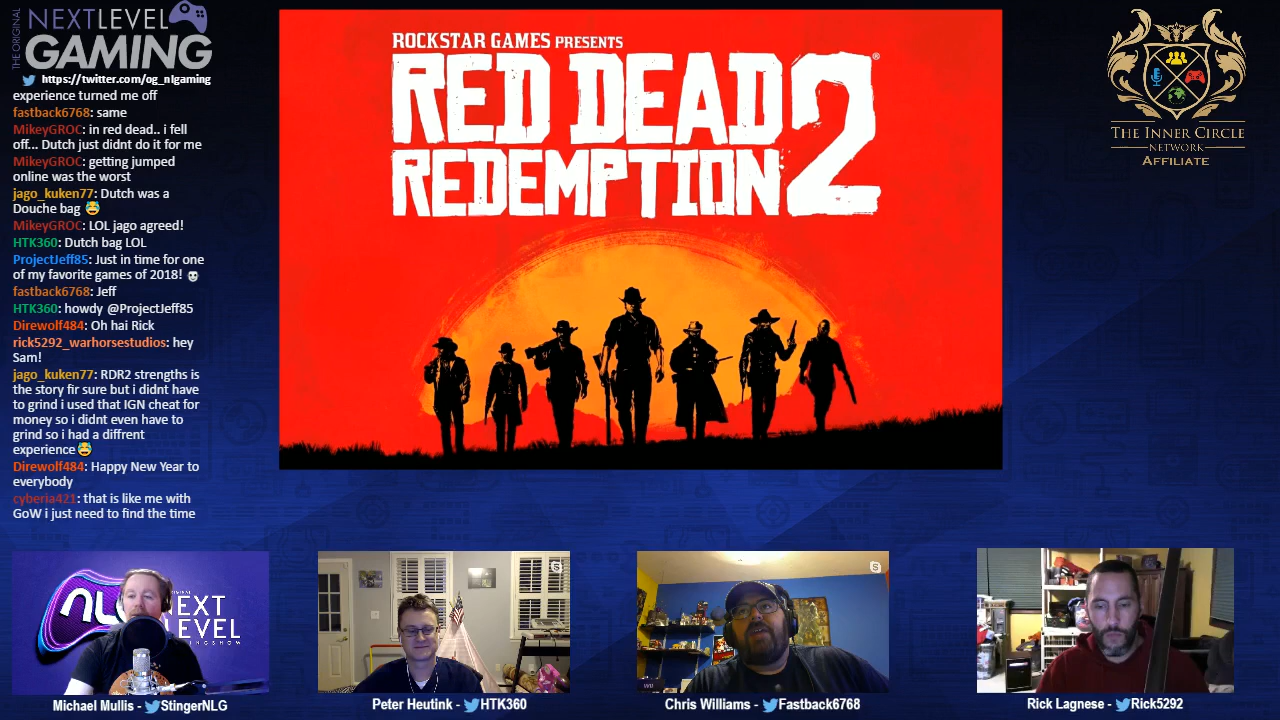 THE ORIGINAL
NEXTLEVEL
GAMING
https://twitter.com/og_nlgaming
experience turned me off
fastback6768: same
MikeyGROC: in red dead.. i fell
off... Dutch just didnt do it for me
MikeyGROC: getting jumped
online was the worst
jago_kuken77: Dutch was a
Douche bag 😂
MikeyGROC: LOL jago agreed!
HTK360: Dutch bag LOL
ProjectJeff85: Just in time for one
of my favorite games of 2018! 💀
fastback6768: Jeff
HTK360: howdy @ProjectJeff85
Direwolf484: Oh hai Rick
rick5292_warhorsestudios: hey
Sam!
jago_kuken77: RDR2 strengths is
the story fir sure but i didnt have
to grind i used that IGN cheat for
money so i didnt even have to
grind so i had a diffrent
experience 😂
Direwolf484: Happy New Year to
everybody
cyberia421: that is like me with
GoW i just need to find the time
ROCKSTAR GAMES PRESENTS
RED DEAD
REDEMPTION 2®
THE INNER CIRCLE
NETWORK
AFFILIATE
NEXT
LEVEL
Michael Mullis - StingerNLG
Peter Heutink - HTK360
Chris Williams - Fastback6768
Rick Lagnese - Rick5292